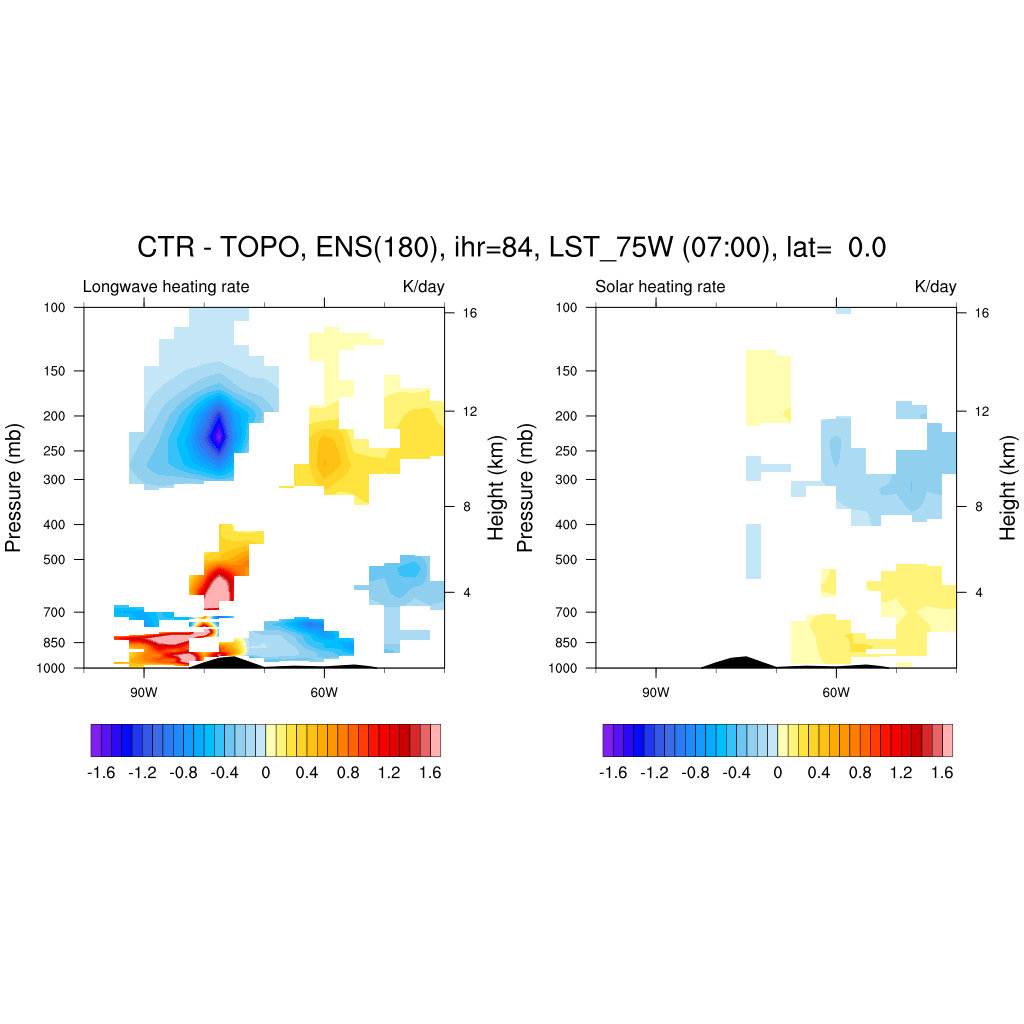 CTR - TOPO, ENS(180), ihr=84, LST_75W (07:00), lat=  0.0
Longwave heating rate K/day
Solar heating rate K/day
Pressure (mb)
100
150
200
250
300
400
500
700
850
1000
16
12
8
4
Height (km)
90W 60W
Pressure (mb)
100
150
200
250
300
400
500
700
850
1000
16
12
8
4
Height (km)
90W 60W
-1.6 -1.2 -0.8 -0.4 0 0.4 0.8 1.2 1.6
-1.6 -1.2 -0.8 -0.4 0 0.4 0.8 1.2 1.6